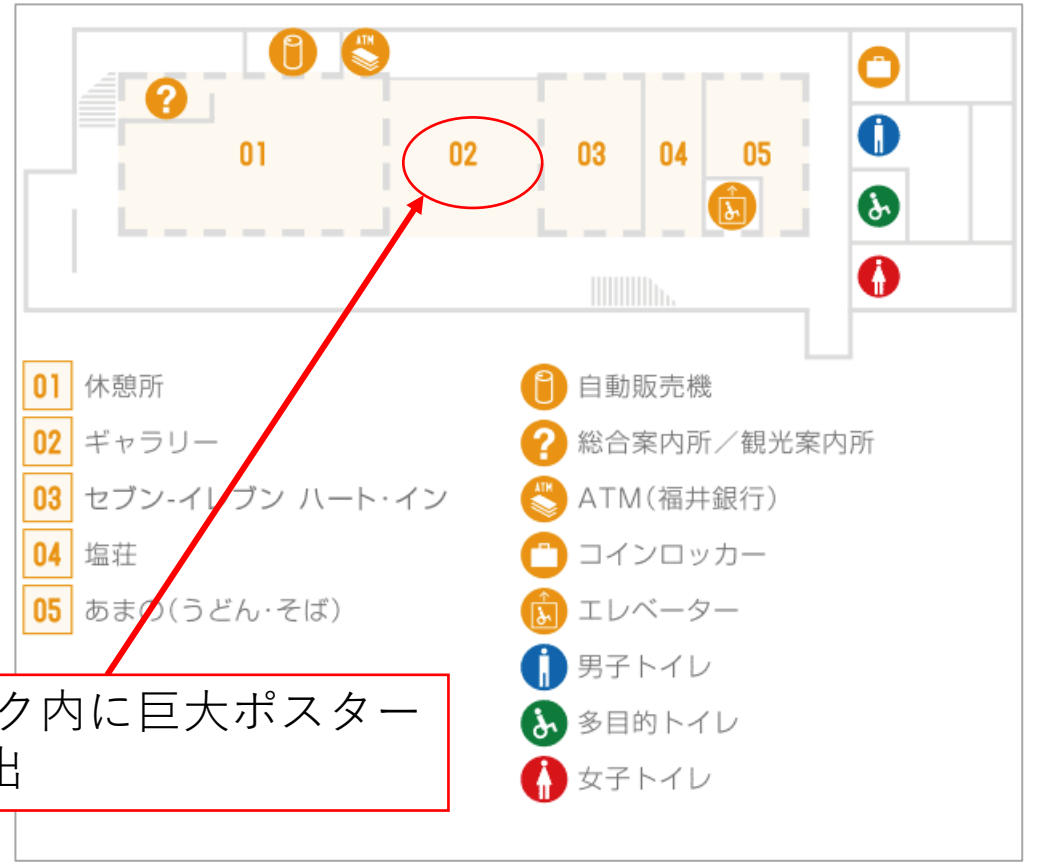 ATM
?
01
02
03
04
05
01 休憩所
02 ギャラリー
03 セブン-イレブン ハート・イン
04 塩荘
05 あまの(うどん・そば)
自動販売機
? 総合案内所／観光案内所
ATM ATM(福井銀行)
コインロッカー
エレベーター
男子トイレ
多目的トイレ
女子トイレ
ク内に巨大ポスター
出